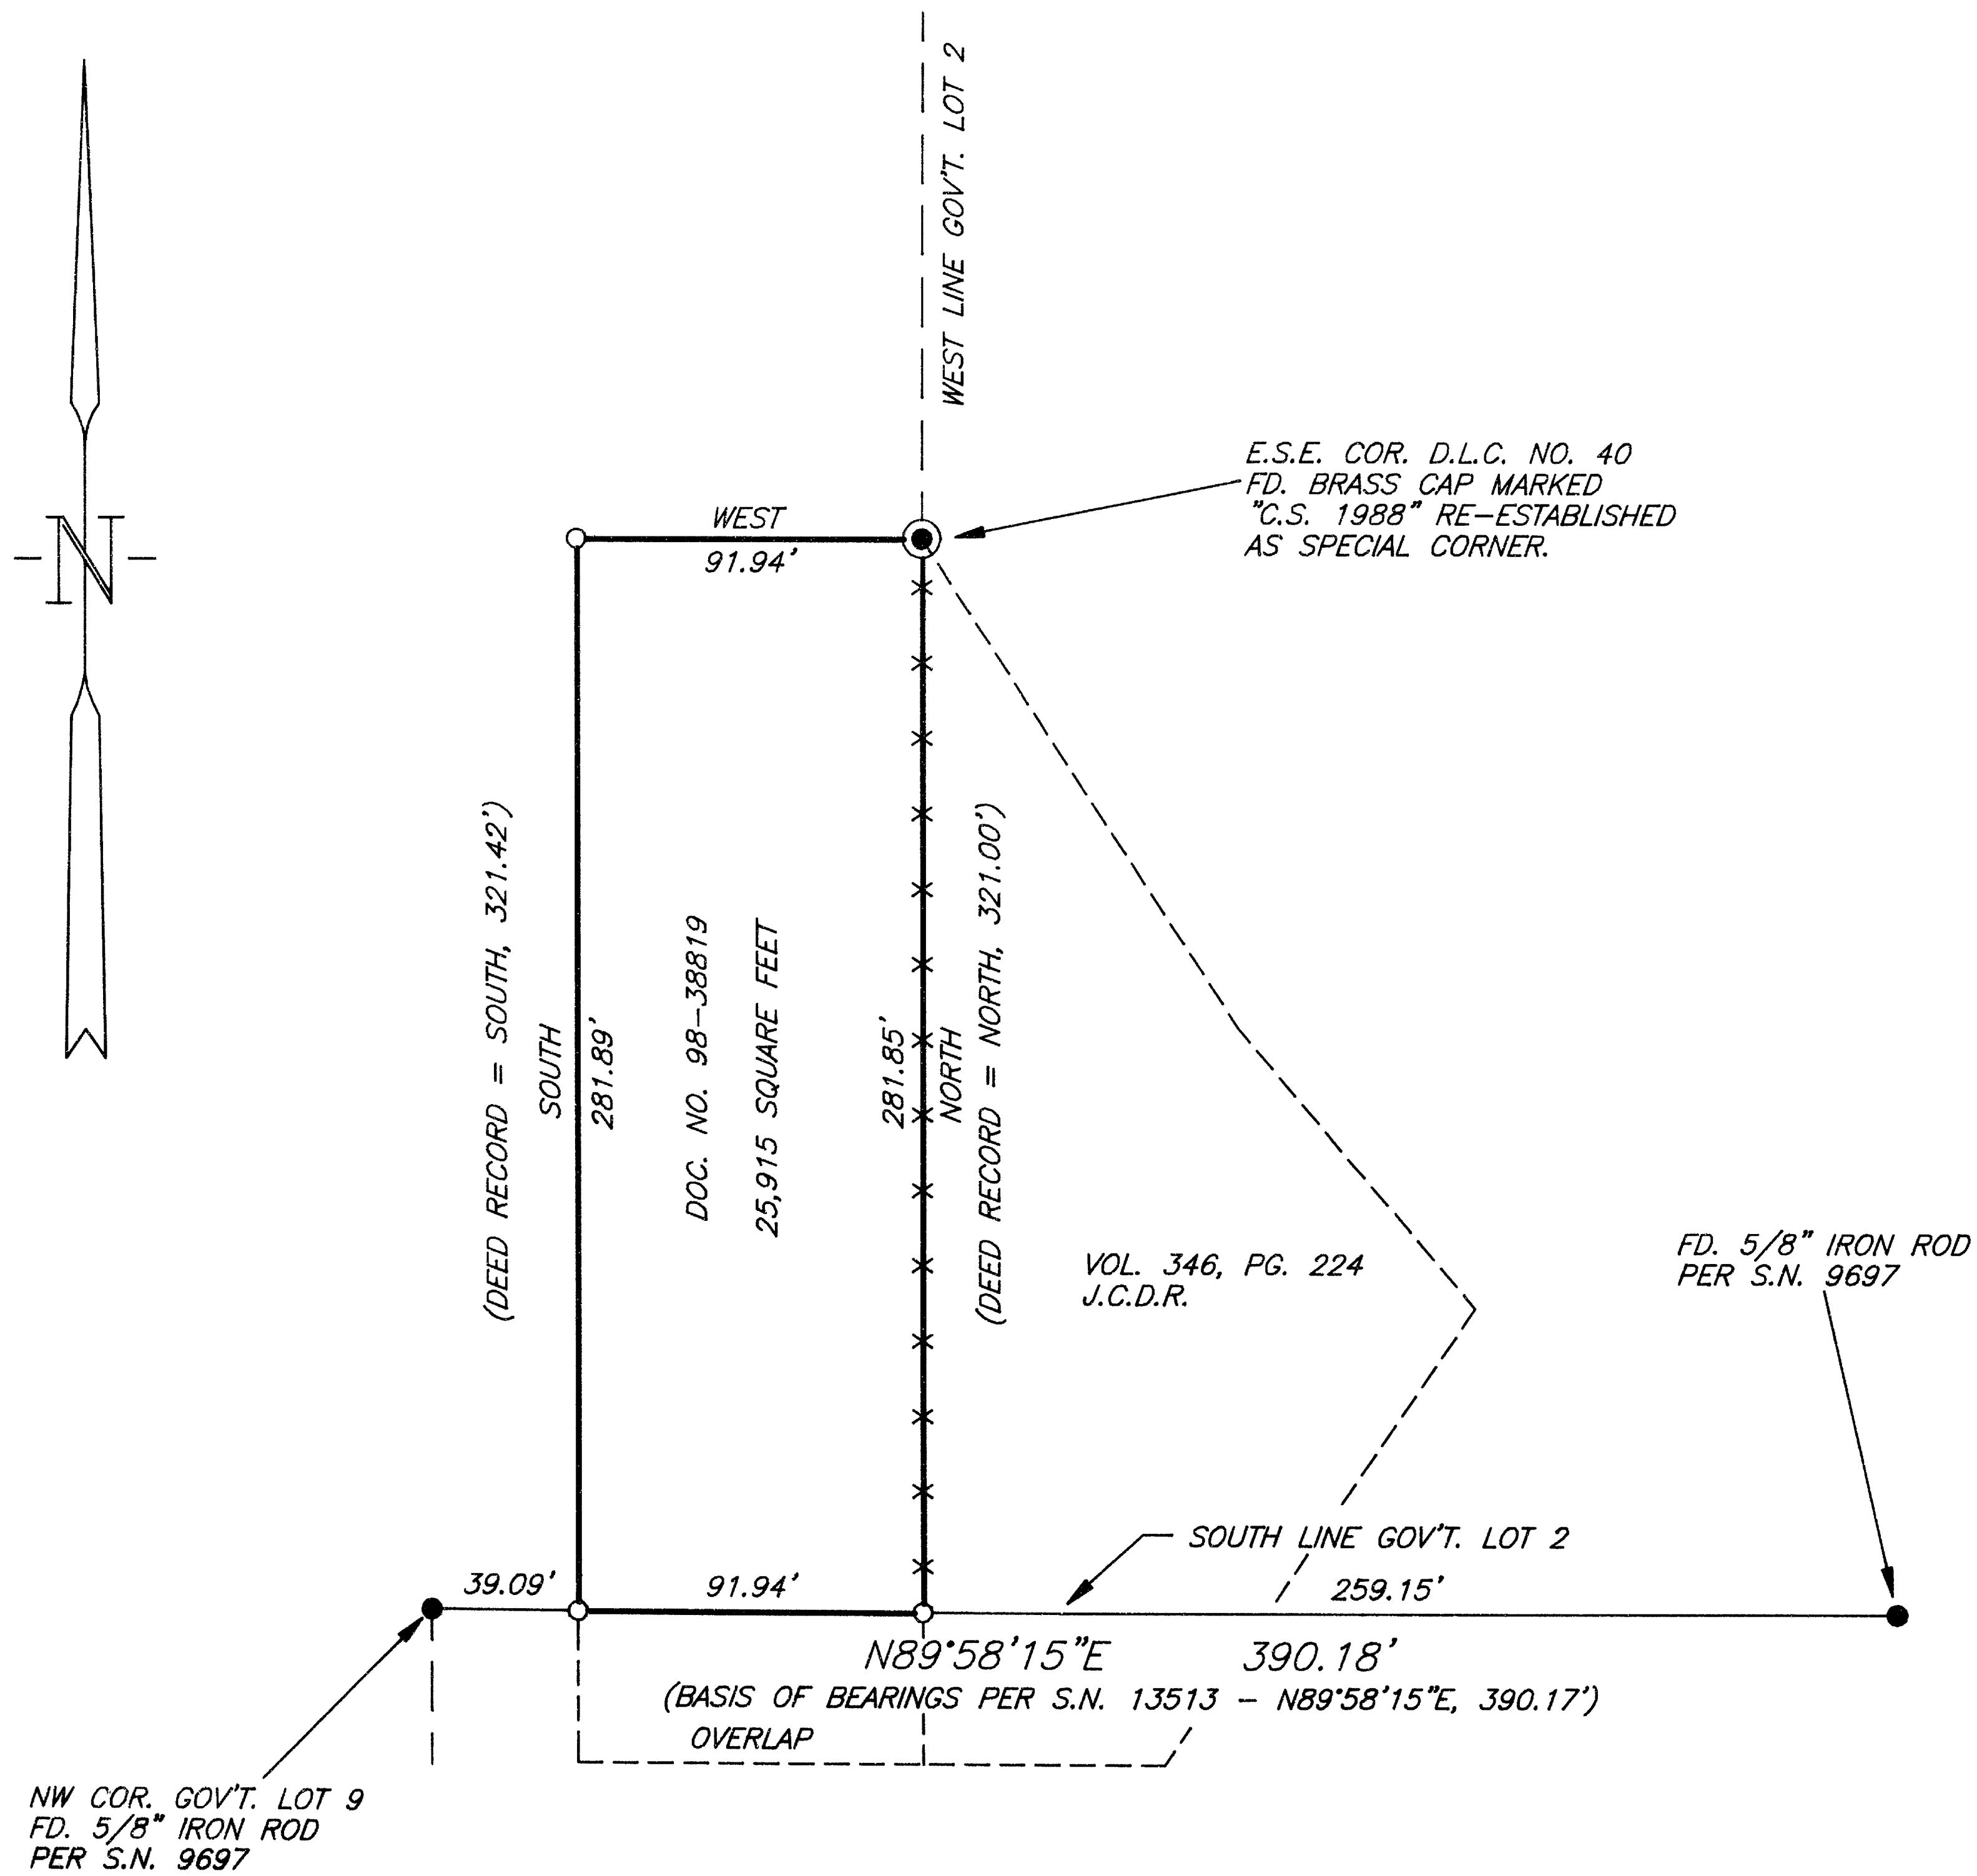 WEST LINE GOV'T. LOT 2
N
E.S.E. COR. D.L.C. NO. 40
FD. BRASS CAP MARKED
"C.S. 1988" RE-ESTABLISHED
AS SPECIAL CORNER.
WEST
91.94'
(DEED RECORD = SOUTH, 321.42')
SOUTH
281.89'
DOC. NO. 98-38819
25,915 SQUARE FEET
281.85'
NORTH
(DEED RECORD = NORTH, 321.00')
VOL. 346, PG. 224
J.C.D.R.
FD. 5/8" IRON ROD
PER S.N. 9697
SOUTH LINE GOV'T. LOT 2
39.09'
91.94'
259.15'
N89°58'15"E 390.18'
(BASIS OF BEARINGS PER S.N. 13513 - N89°58'15"E, 390.17')
OVERLAP
NW COR. GOV'T. LOT 9
FD. 5/8" IRON ROD
PER S.N. 9697